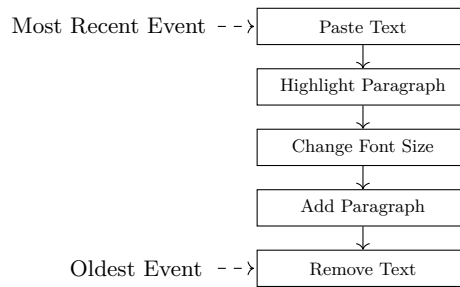 Most Recent Event
Paste Text
Highlight Paragraph
Change Font Size
Add Paragraph
Oldest Event
Remove Text